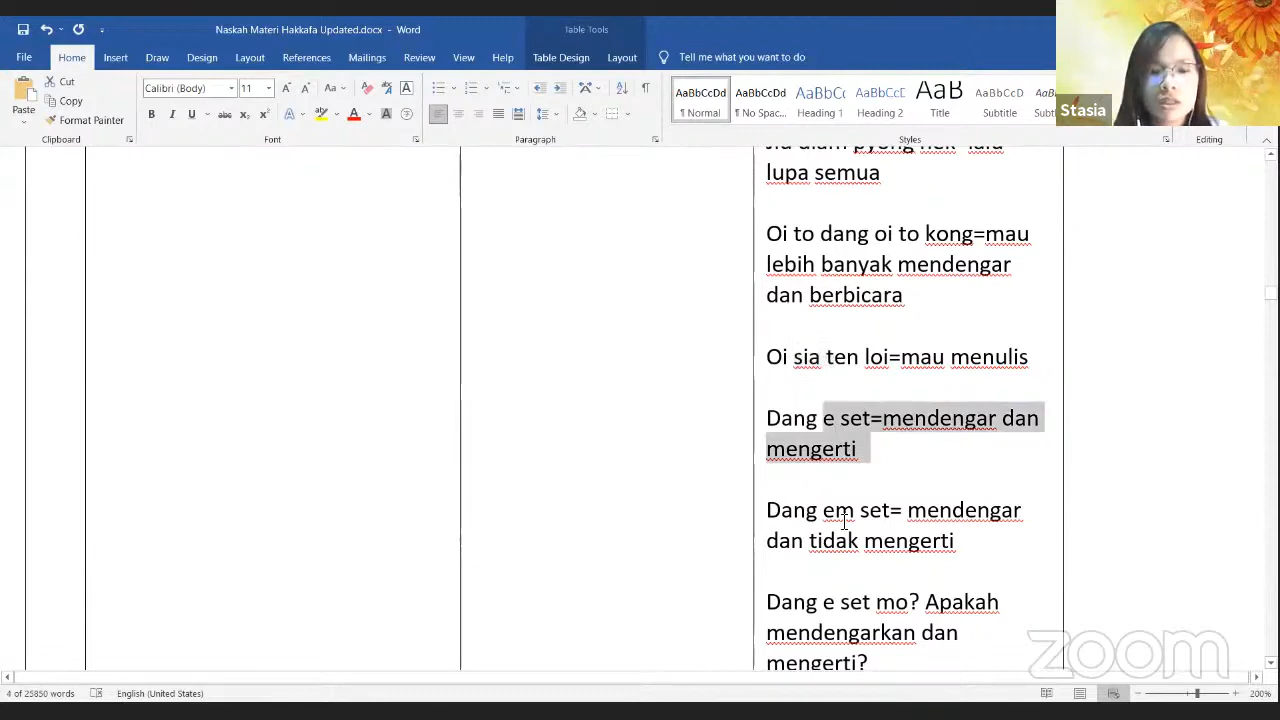 Naskah Materi Hakkafa Updated.docx - Word
Table Tools
File Home Insert Draw Design Layout References Mailings Review View Help Table Design Layout Tell me what you want to do
Paste
Cut
Copy
Format Painter
Clipboard
Calibri (Body) 11
Font
Paragraph
AaBbCcDd AaBbCcDd AaBbCc AaBbCcE AaB AaBbCcD
¶ Normal ¶ No Spac... Heading 1 Heading 2 Title Subtitle
Styles
Editing
Stasia
lupa semua
Oi to dang oi to kong=mau
lebih banyak mendengar
dan berbicara
Oi sia ten loi=mau menulis
Dang e set=mendengar dan
mengerti
Dang em set= mendengar
dan tidak mengerti
Dang e set mo? Apakah
mendengarkan dan
mengerti?
zoom
4 of 25850 words English (United States) 200%